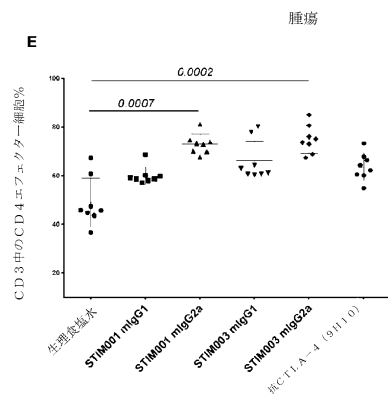 腫瘍
E
0.0002
0.0007
CD3中のCD4エフェクター細胞%
100
80
60
40
20
生理食塩水
STIM001 mIgG1
STIM001 mIgG2a
STIM003 mIgG1
STIM003 mIgG2a
抗CTLA-4(9H10)